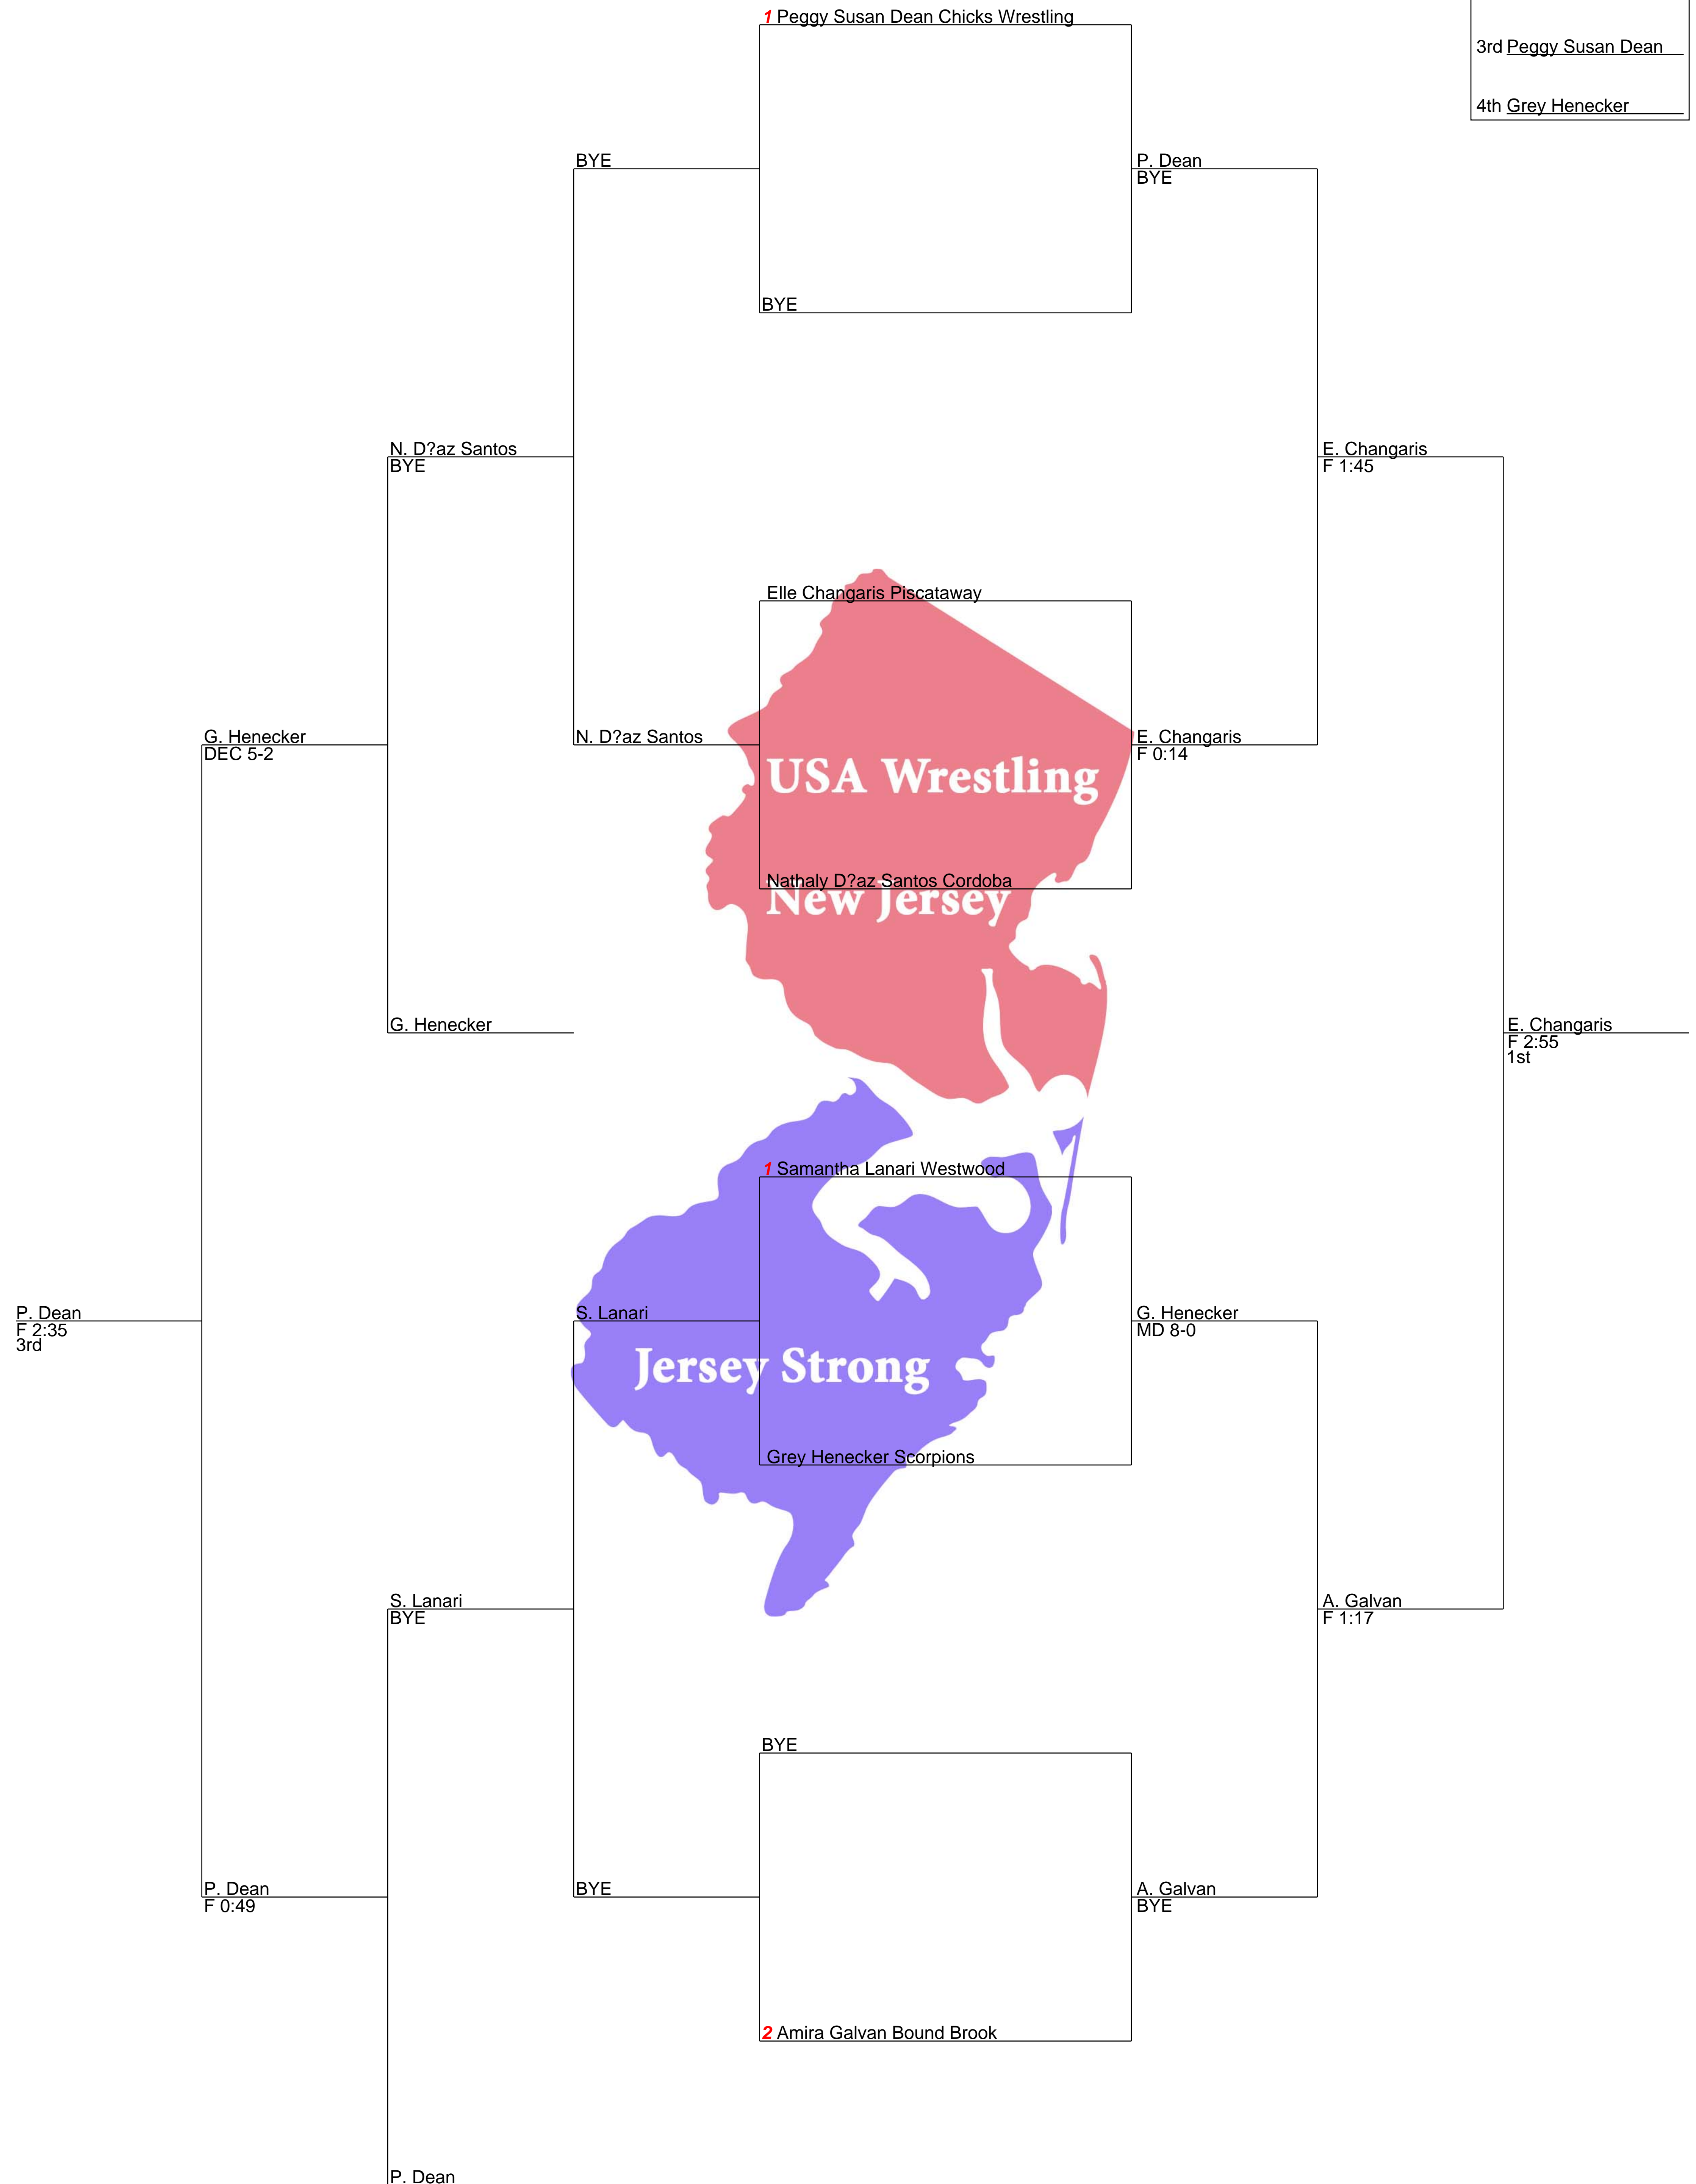 1 Peggy Susan Dean Chicks Wrestling
3rd Peggy Susan Dean
4th Grey Henecker
BYE
P. Dean
BYE
BYE
N. D?az Santos
BYE
E. Changaris
F 1:45
Elle Changaris Piscataway
G. Henecker
DEC 5-2
N. D?az Santos
E. Changaris
F 0:14
USA Wrestling
Nathaly D?az Santos Cordoba
New Jersey
G. Henecker
E. Changaris
F 2:55
1st
1 Samantha Lanari Westwood
P. Dean
F 2:35
3rd
S. Lanari
G. Henecker
MD 8-0
Jersey Strong
Grey Henecker Scorpions
S. Lanari
BYE
A. Galvan
F 1:17
BYE
P. Dean
F 0:49
BYE
A. Galvan
BYE
2 Amira Galvan Bound Brook
P. Dean